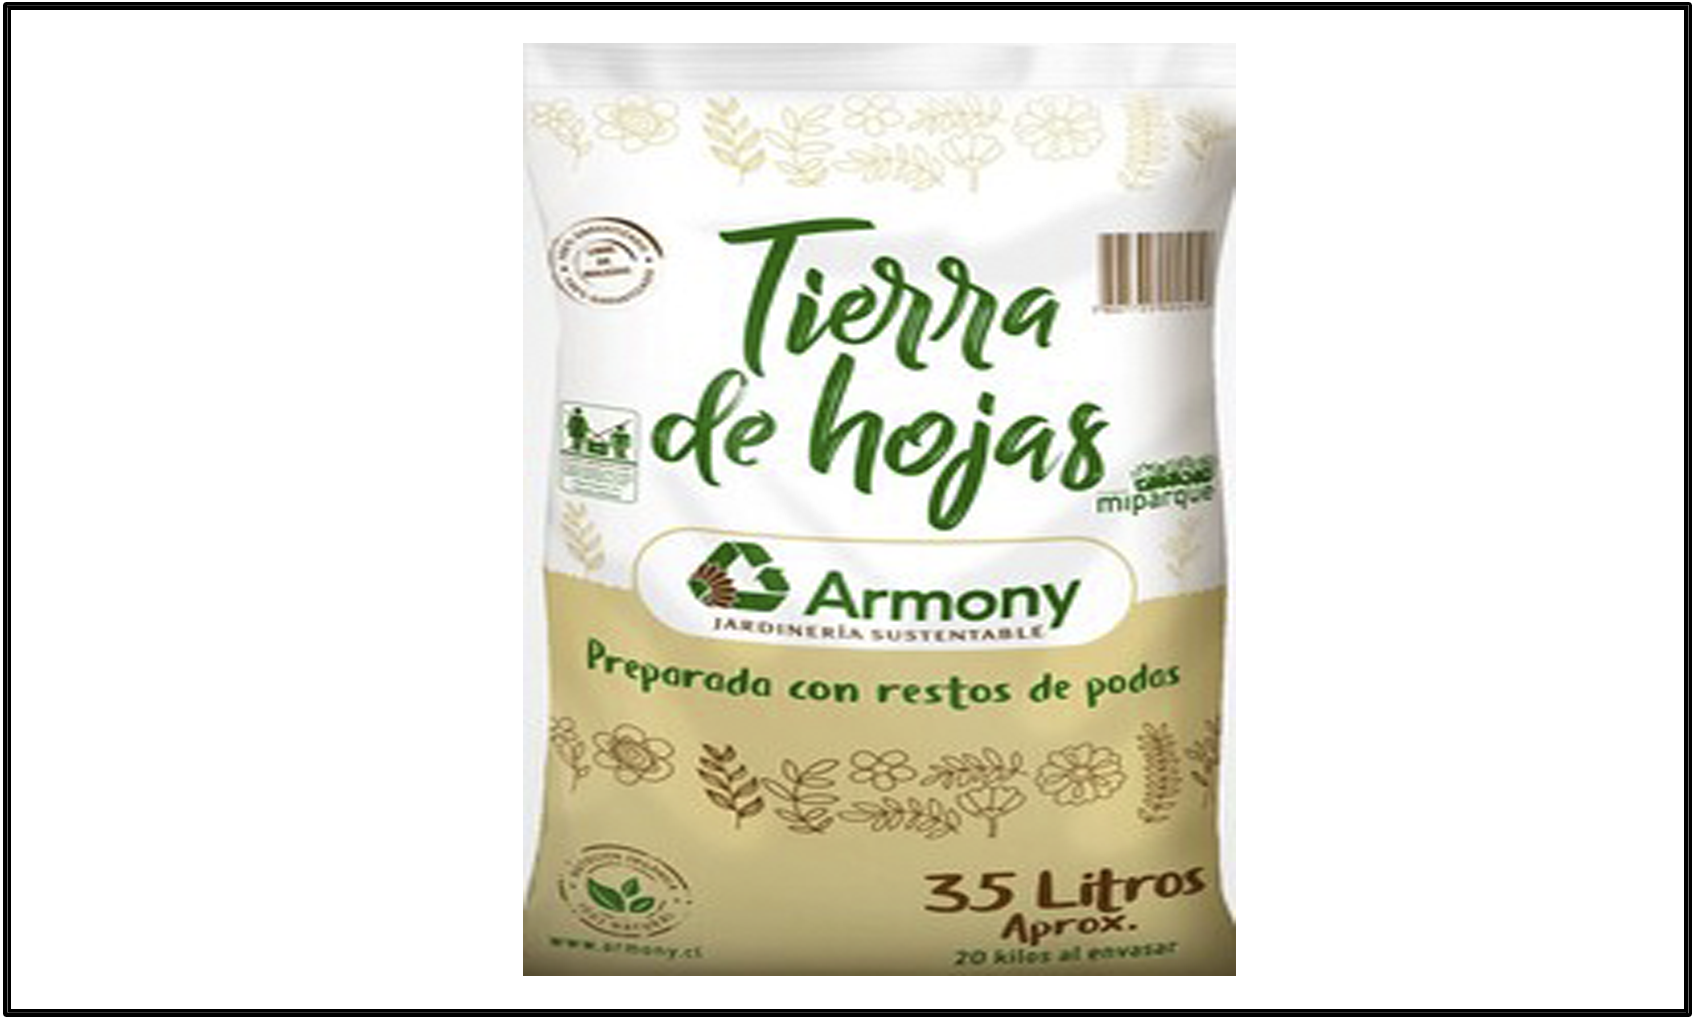 Tierra
de hojas
miparque
Armony
JARDINERÍA SUSTENTABLE
Preparada con restos de podas
35 Litros
Aprox.
www.armony.cl
20 kilos al envasar